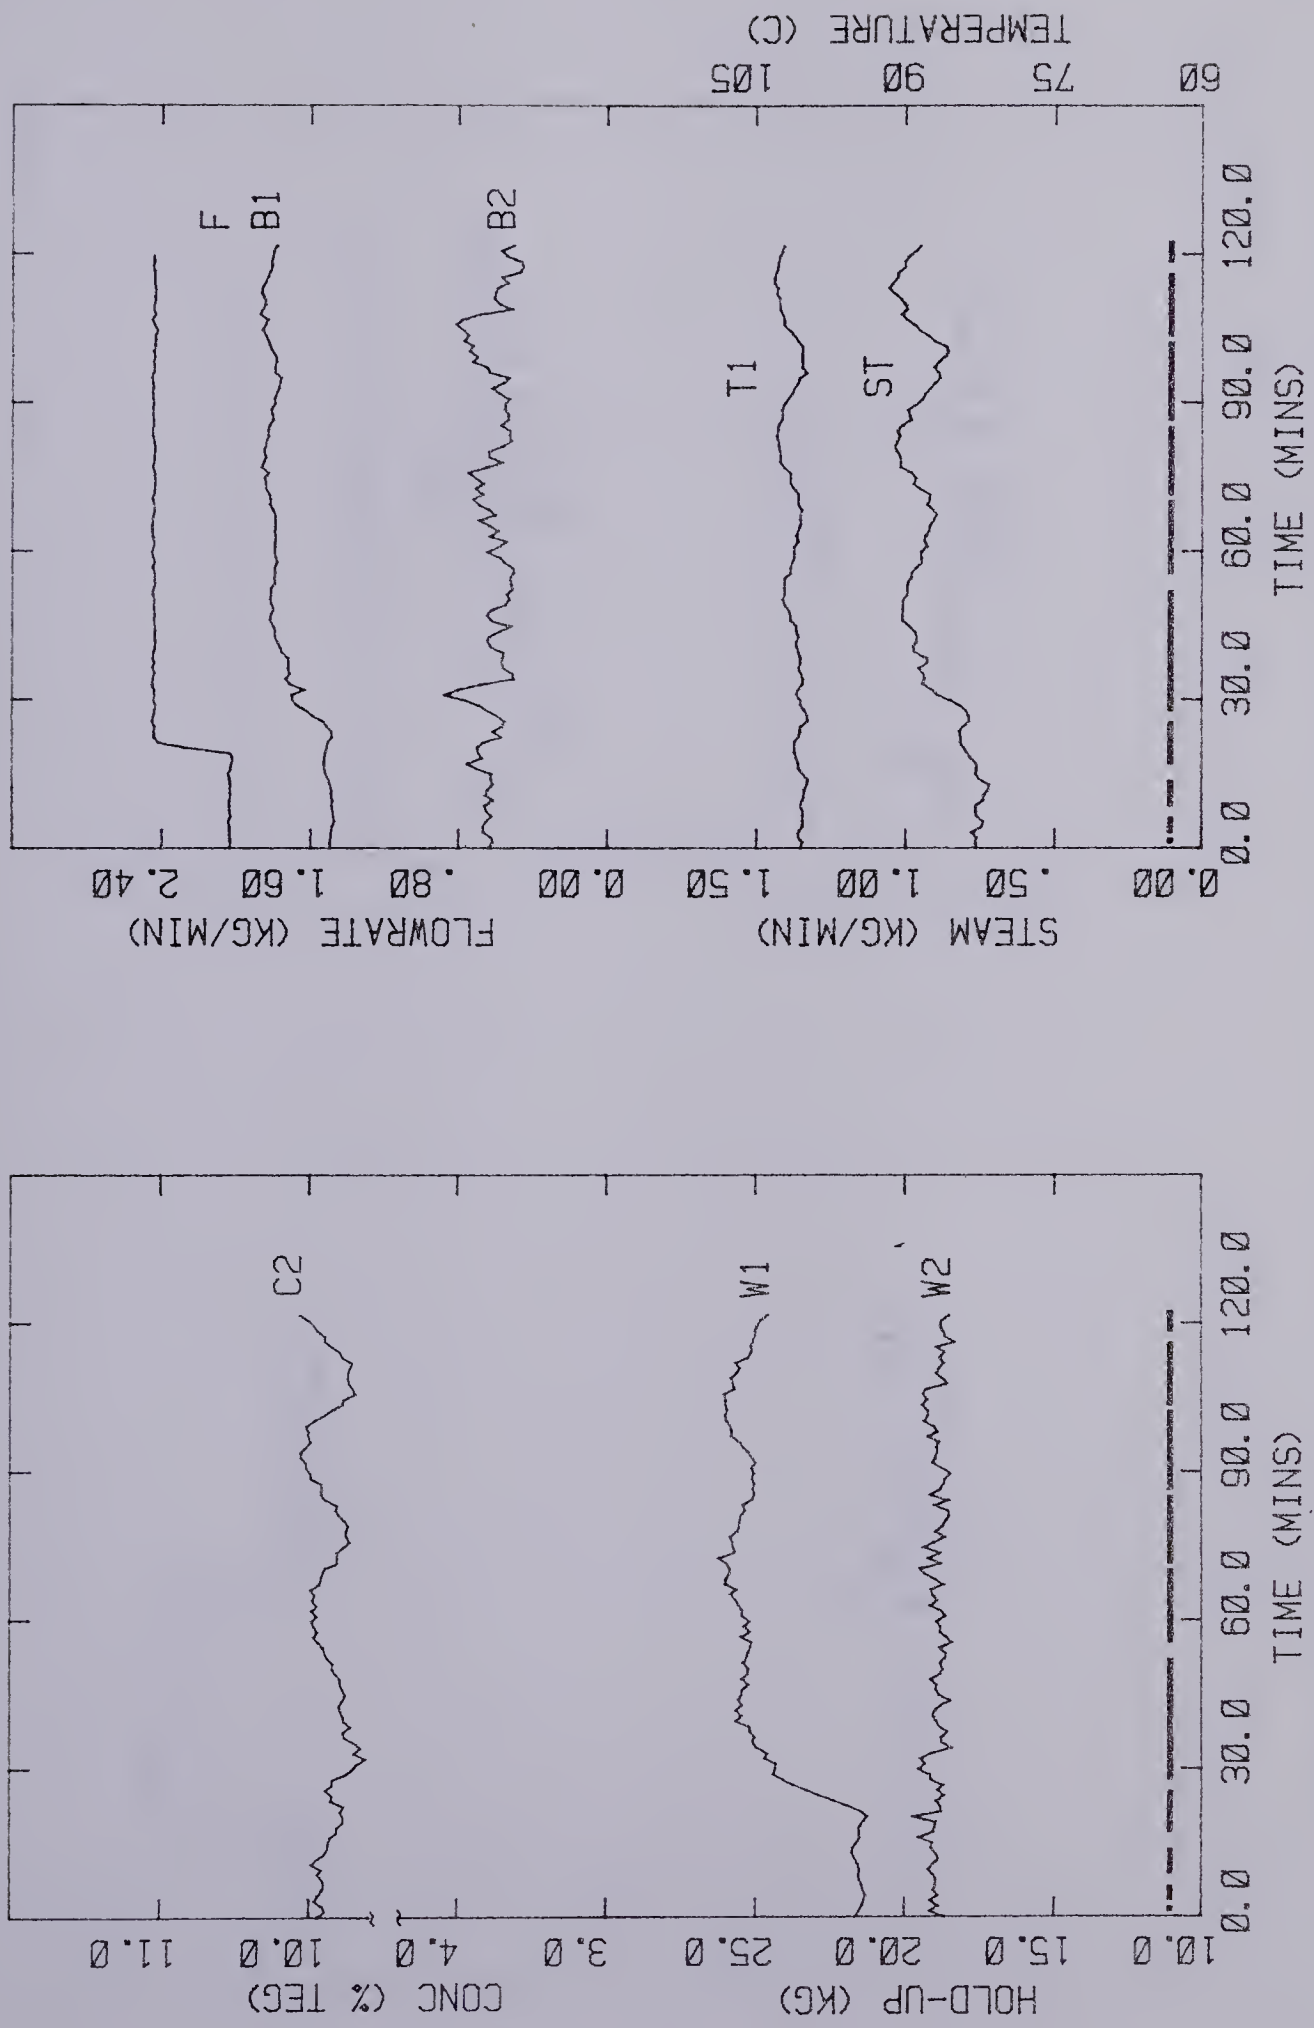 CONC (% TEG)
11.0
10.0
4.0
3.0
HOLD-UP (KG)
25.0
20.0
15.0
10.0
C2
W1
W2
0.0 30.0 60.0 90.0 120.0
TIME (MINS)
FLOWRATE (KG/MIN)
2.40
1.60
.80
0.00
STEAM (KG/MIN)
1.50
1.00
.50
0.00
F
B1
B2
T1
ST
TEMPERATURE (C)
105
90
75
60
0.0 30.0 60.0 90.0 120.0
TIME (MINS)